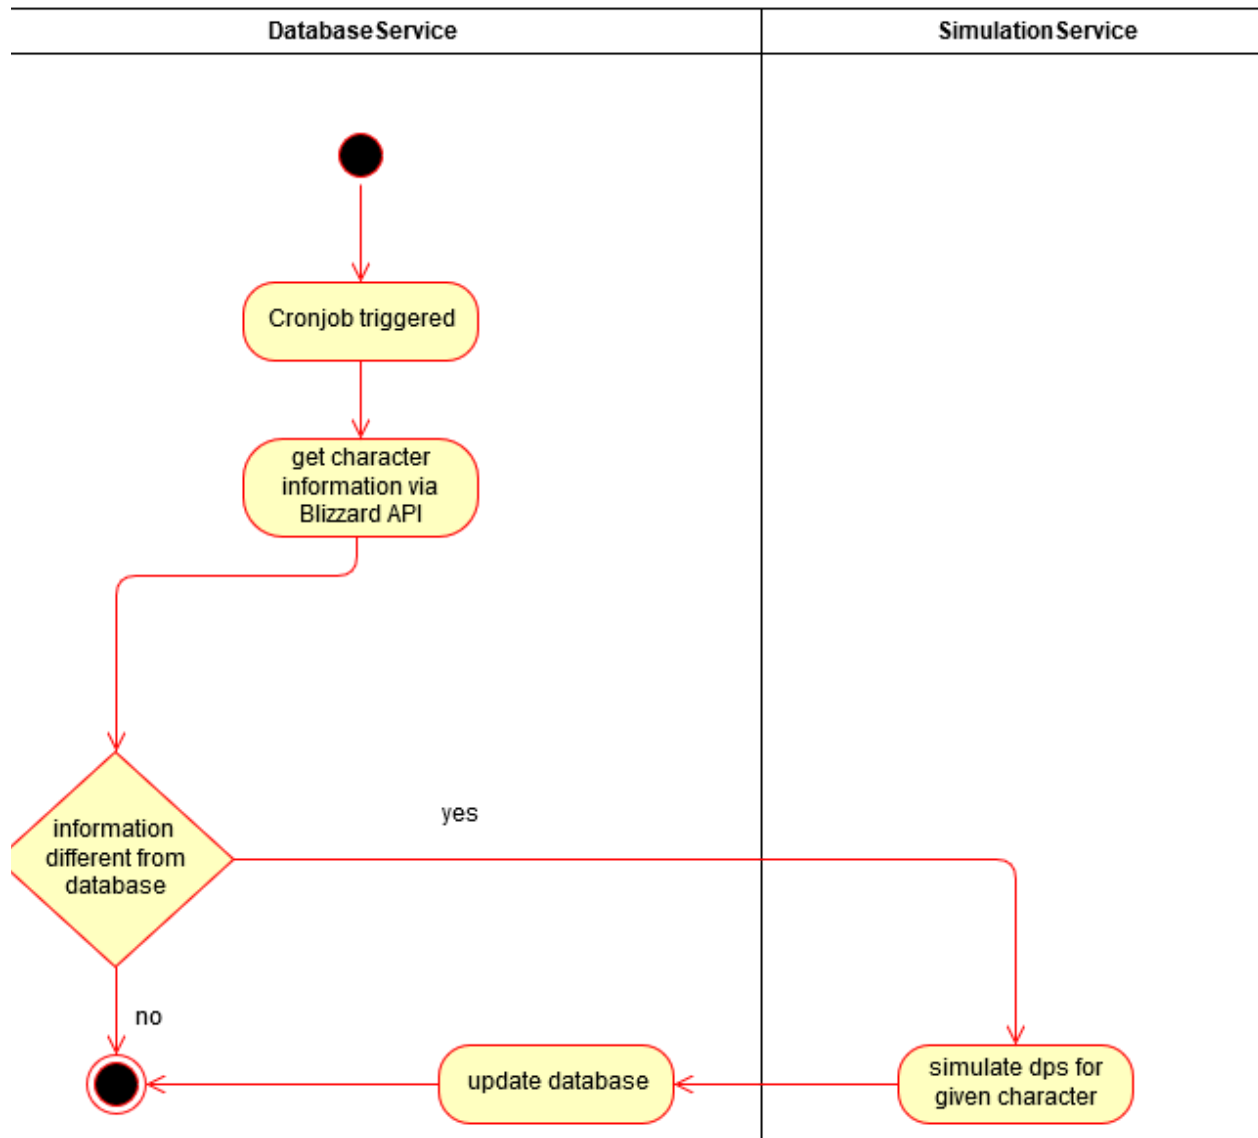 Database Service
Simulation Service
Cronjob triggered
get character
information via
Blizzard API
information
different from
database
yes
no
update database
simulate dps for
given character